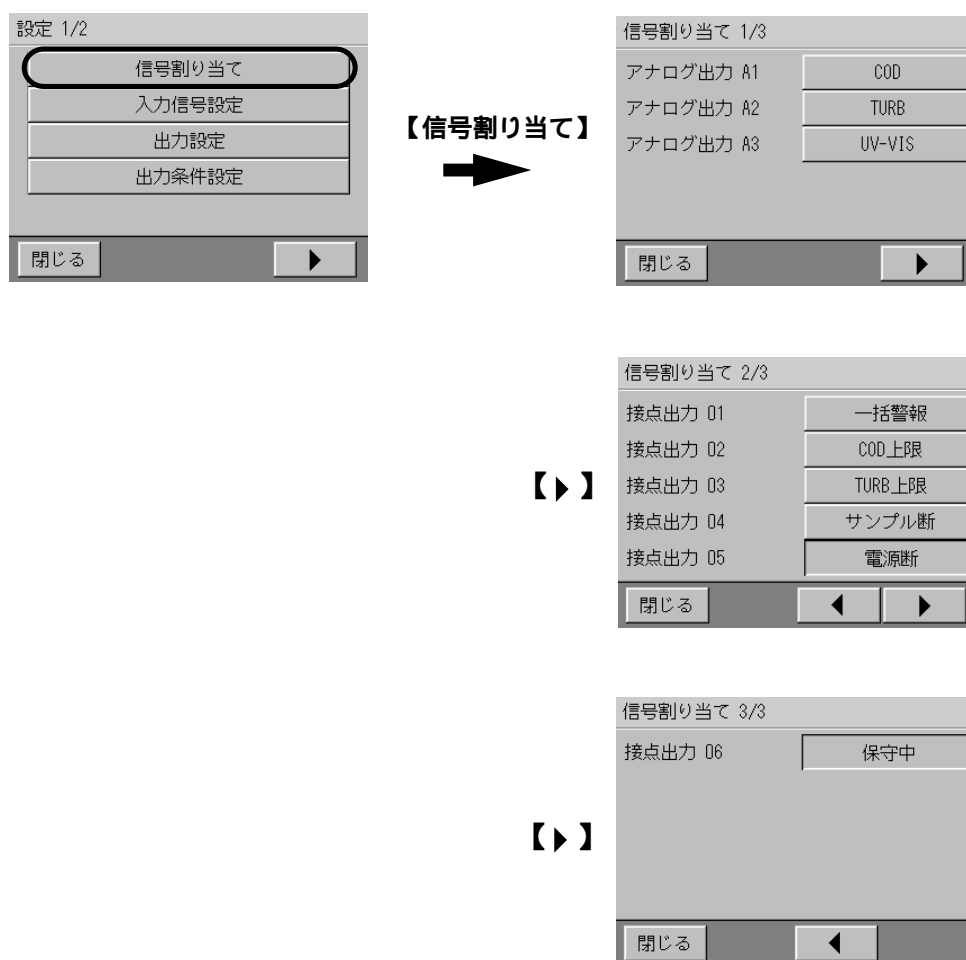 設定 1/2
信号割り当て
入力信号設定
出力設定
出力条件設定
閉じる
▶
【信号割り当て】
信号割り当て 1/3
アナログ出力 A1 COD
アナログ出力 A2 TURB
アナログ出力 A3 UV-VIS
閉じる
▶
【▶】
信号割り当て 2/3
接点出力 01 一括警報
接点出力 02 COD上限
接点出力 03 TURB上限
接点出力 04 サンプル断
接点出力 05 電源断
閉じる
◀ ▶
【▶】
信号割り当て 3/3
接点出力 06 保守中
閉じる
◀